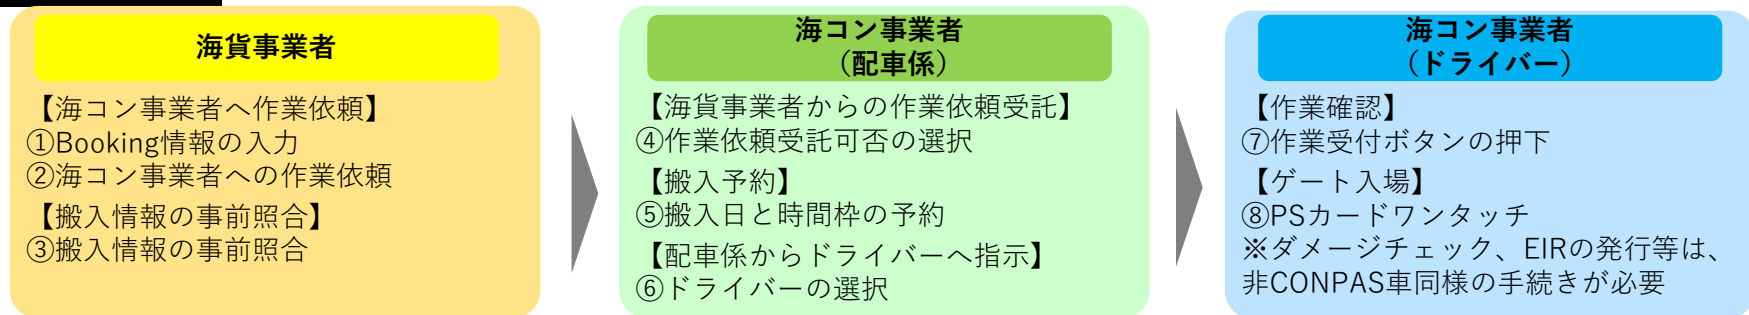 海貨事業者
【海コン事業者へ作業依頼】
①Booking情報の入力
②海コン事業者への作業依頼
【搬入情報の事前照合】
③搬入情報の事前照合
海コン事業者
（配車係）
【海貨事業者からの作業依頼受託】
④作業依頼受託可否の選択
【搬入予約】
⑤搬入日と時間枠の予約
【配車係からドライバーへ指示】
⑥ドライバーの選択
海コン事業者
（ドライバー）
【作業確認】
⑦作業受付ボタンの押下
【ゲート入場】
⑧PSカードワンタッチ
※ダメージチェック、EIRの発行等は、
非CONPAS車同様の手続きが必要